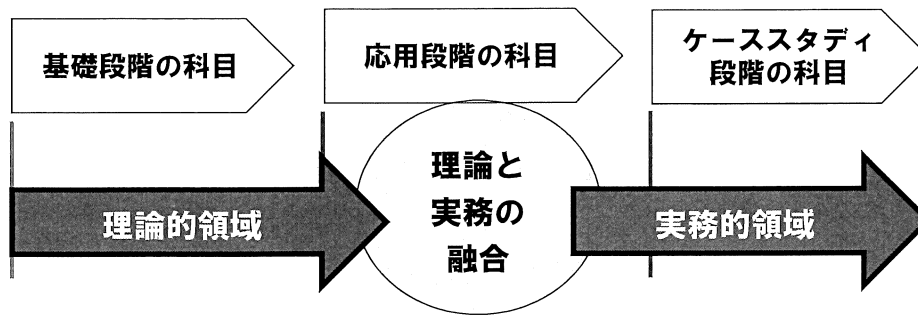 基礎段階の科目
応用段階の科目
ケーススタディ
段階の科目
理論的領域
理論と
実務の
融合
実務的領域